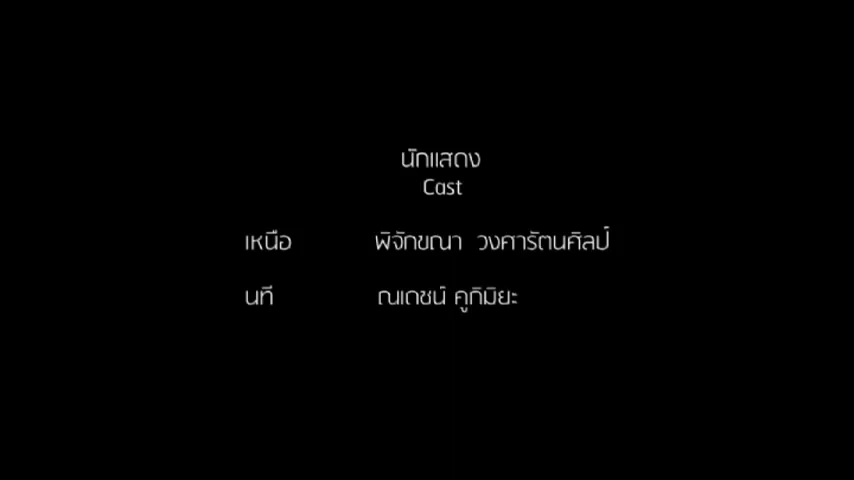 นักแสดง
Cast
เหนือ พิจักขณา วงศารัตนศิลป์
นที ณเดชน์ คูกิมิยะ